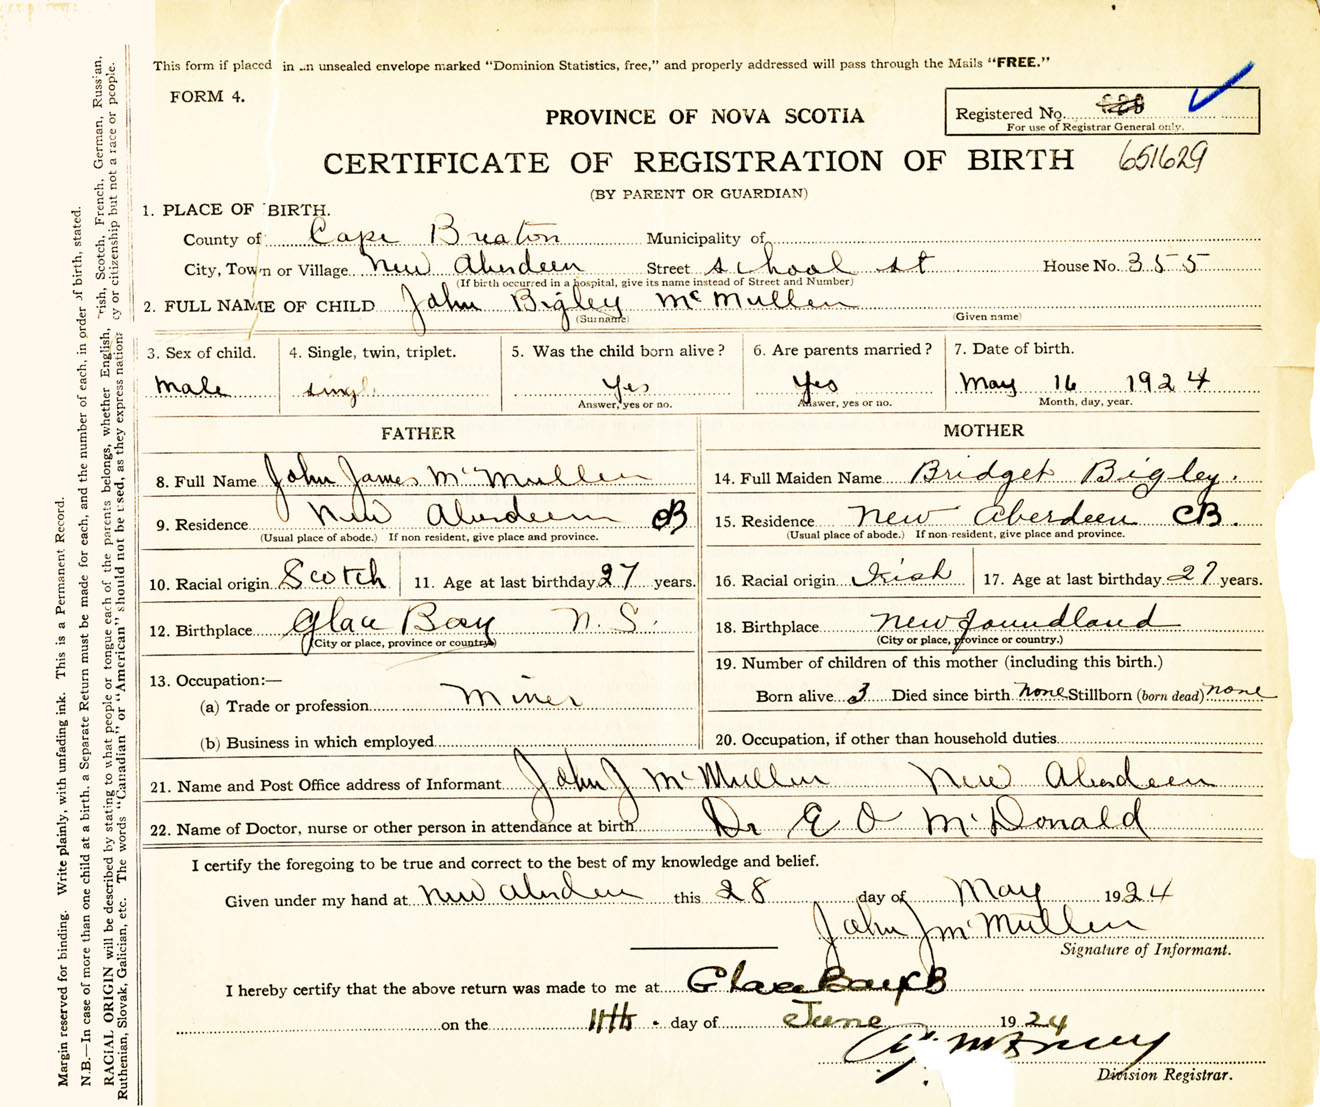 This form if placed in an unsealed envelope marked "Dominion Statistics, free," and properly addressed will pass through the Mails "FREE."
FORM 4.
PROVINCE OF NOVA SCOTIA
Registered No.
For use of Registrar General only.
CERTIFICATE OF REGISTRATION OF BIRTH 651629
(BY PARENT OR GUARDIAN)
1. PLACE OF BIRTH.
County of Cape Breaton Municipality of
City, Town or Village New Aberdeen Street School st House No. 355
(If birth occurred in a hospital, give its name instead of Street and Number)
2. FULL NAME OF CHILD John Bigley McMullen
(Surname) (Given name)
3. Sex of child. 4. Single, twin, triplet. 5. Was the child born alive? 6. Are parents married? 7. Date of birth.
male singl yes yes May 16 1924
Answer, yes or no. Answer, yes or no. Month, day, year.
FATHER MOTHER
8. Full Name John James McMullen 14. Full Maiden Name Bridget Bigley.
9. Residence New Aberdeen CB 15. Residence New Aberdeen CB.
(Usual place of abode.) If non resident, give place and province. (Usual place of abode.) If non-resident, give place and province.
10. Racial origin Scotch 11. Age at last birthday 27 years. 16. Racial origin Irish 17. Age at last birthday 27 years.
12. Birthplace Glace Bay N.S. 18. Birthplace Newfoundland
(City or place, province or country) (City or place, province or country.)
19. Number of children of this mother (including this birth.)
13. Occupation:—
(a) Trade or profession Miner Born alive 3 Died since birth none Stillborn (born dead) none
(b) Business in which employed 20. Occupation, if other than household duties
21. Name and Post Office address of Informant John J McMullen New Aberdeen
22. Name of Doctor, nurse or other person in attendance at birth Dr E O McDonald
I certify the foregoing to be true and correct to the best of my knowledge and belief.
Given under my hand at New Aberdeen this 28 day of May 1924
John J McMullen
Signature of Informant.
I hereby certify that the above return was made to me at Glace Bay CB
on the 11th day of June 1924
Division Registrar.
Margin reserved for binding. Write plainly, with unfading ink. This is a Permanent Record.
N.B.—In case of more than one child at a birth, a Separate Return must be made for each, and the number of each, in order of birth, stated.
RACIAL ORIGIN will be described by stating to what people or tongue each of the parents belongs, whether English, Irish, Scotch, French, German, Russian,
Ruthenian, Slovak, Galician, etc. The words "Canadian" or "American" should not be used, as they express nationality or citizenship but not a race or people.